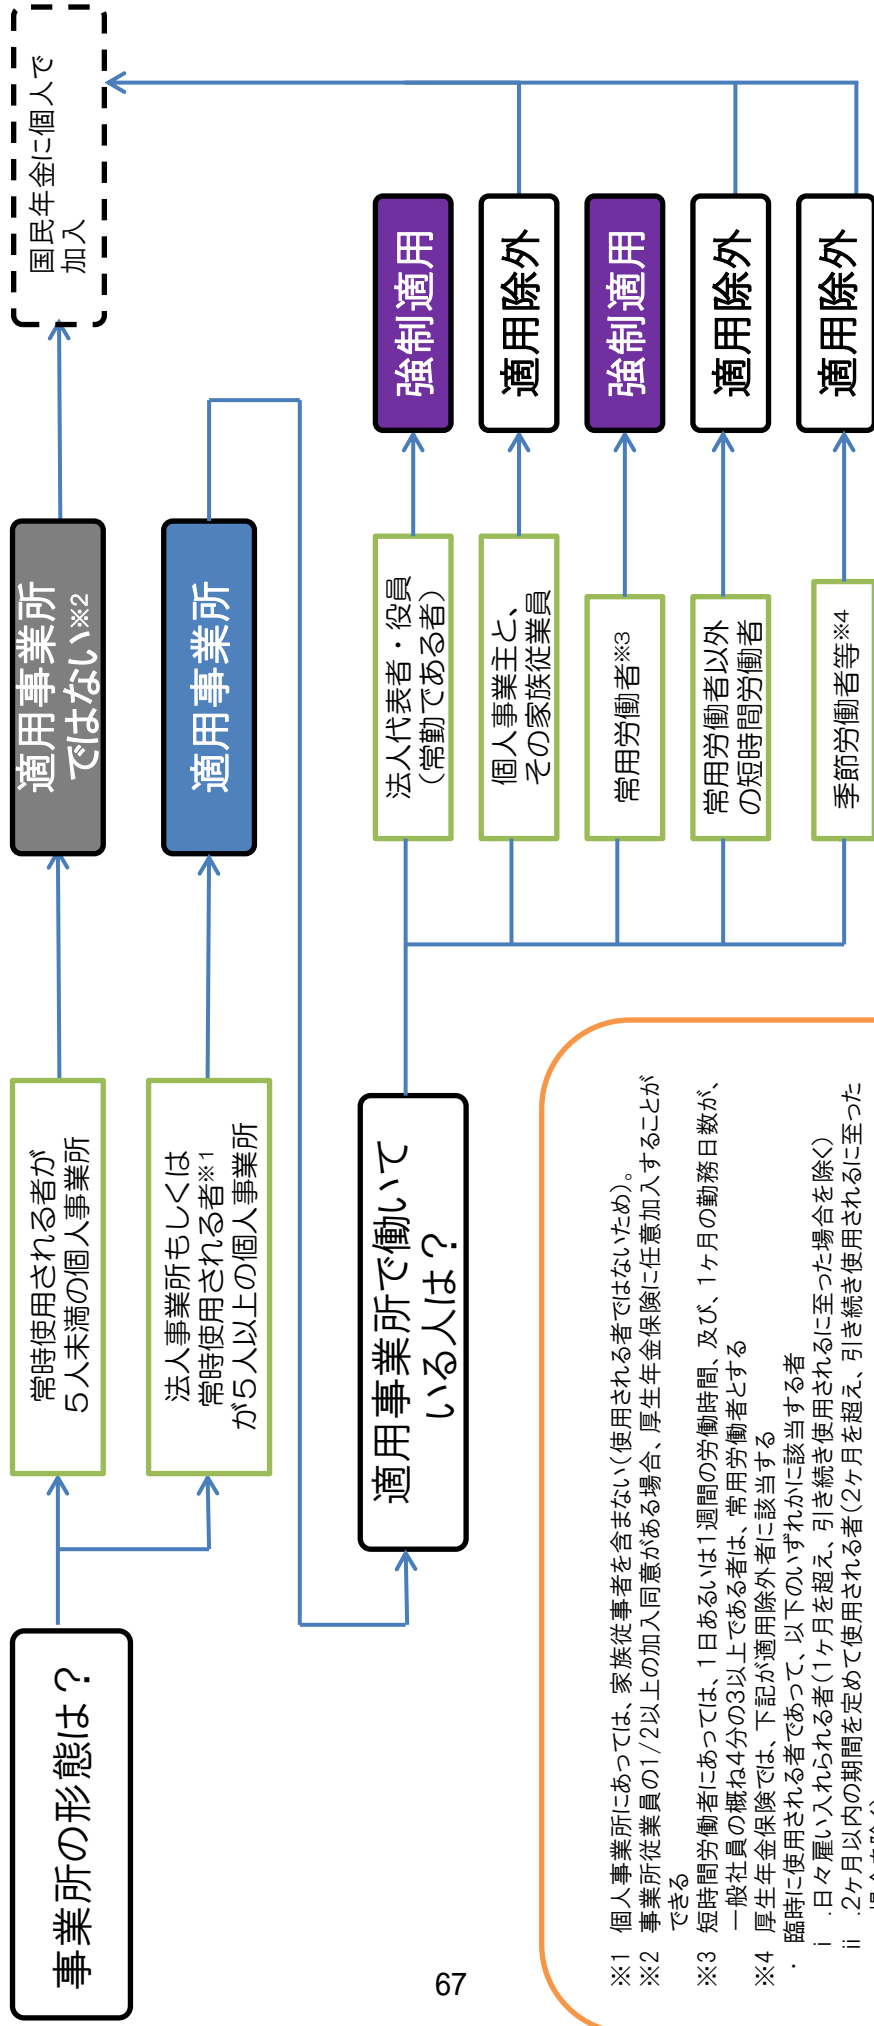 事業所の形態は？
常時使用される者が
５人未満の個人事業所
適用事業所
ではない※2
国民年金に個人で
加入
法人事業所もしくは
常時使用される者※1
が５人以上の個人事業所
適用事業所
適用事業所で働いて
いる人は？
法人代表者・役員
（常勤である者）
強制適用
個人事業主と、
その家族従業員
適用除外
常用労働者※3
強制適用
常用労働者以外
の短時間労働者
適用除外
季節労働者等※4
適用除外
※1 個人事業所にあっては、家族従事者を含まない（使用される者ではないため）。
※2 事業所従業員の1/2以上の加入同意がある場合、厚生年金保険に任意加入することが
できる
※3 短時間労働者にあっては、1日あるいは1週間の労働時間、及び、1ヶ月の勤務日数が、
一般社員の概ね4分の3以上である者は、常用労働者とする
※4 厚生年金保険では、下記が適用除外者に該当する
・ 臨時に使用される者であって、以下のいずれかに該当する者
ⅰ .日々雇い入れられる者（1ヶ月を超え、引き続き使用されるに至った場合を除く）
ⅱ .2ヶ月以内の期間を定めて使用される者（2ヶ月を超え、引き続き使用されるに至った
67